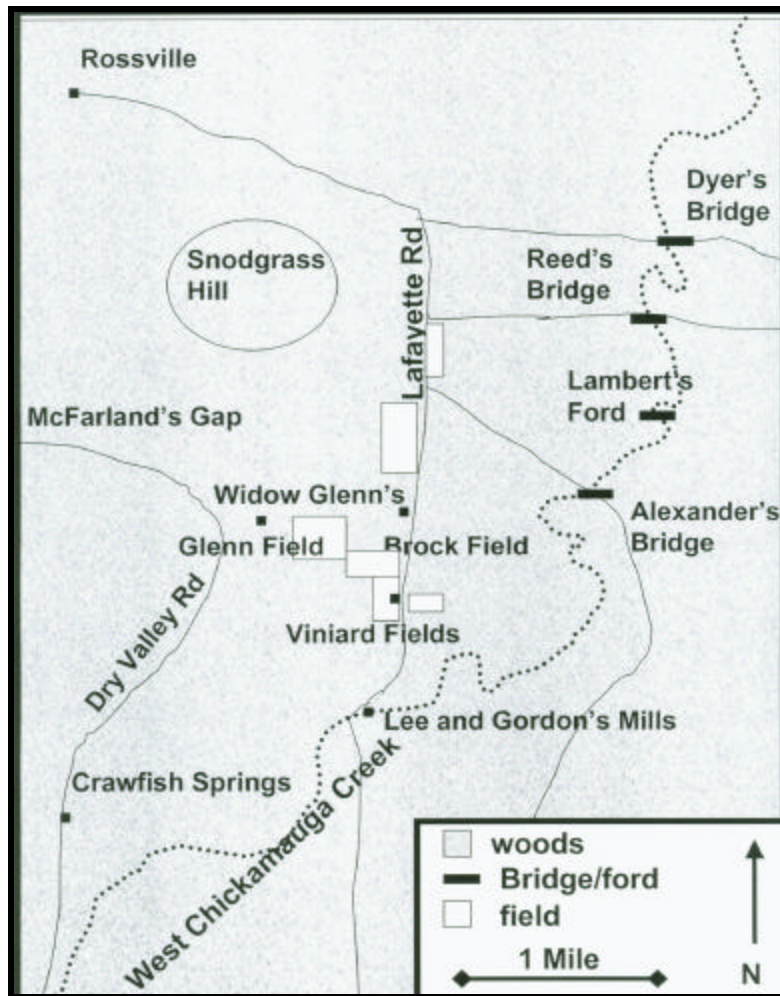 Rossville
Dyer's
Bridge
Snodgrass
Hill
Reed's
Bridge
Lafayette Rd
Lambert's
Ford
McFarland's Gap
Widow Glenn's
Alexander's
Bridge
Glenn Field
Brock Field
Viniard Fields
Dry Valley Rd
Lee and Gordon's Mills
Crawfish Springs
West Chickamauga Creek
woods
Bridge/ford
field
1 Mile
N